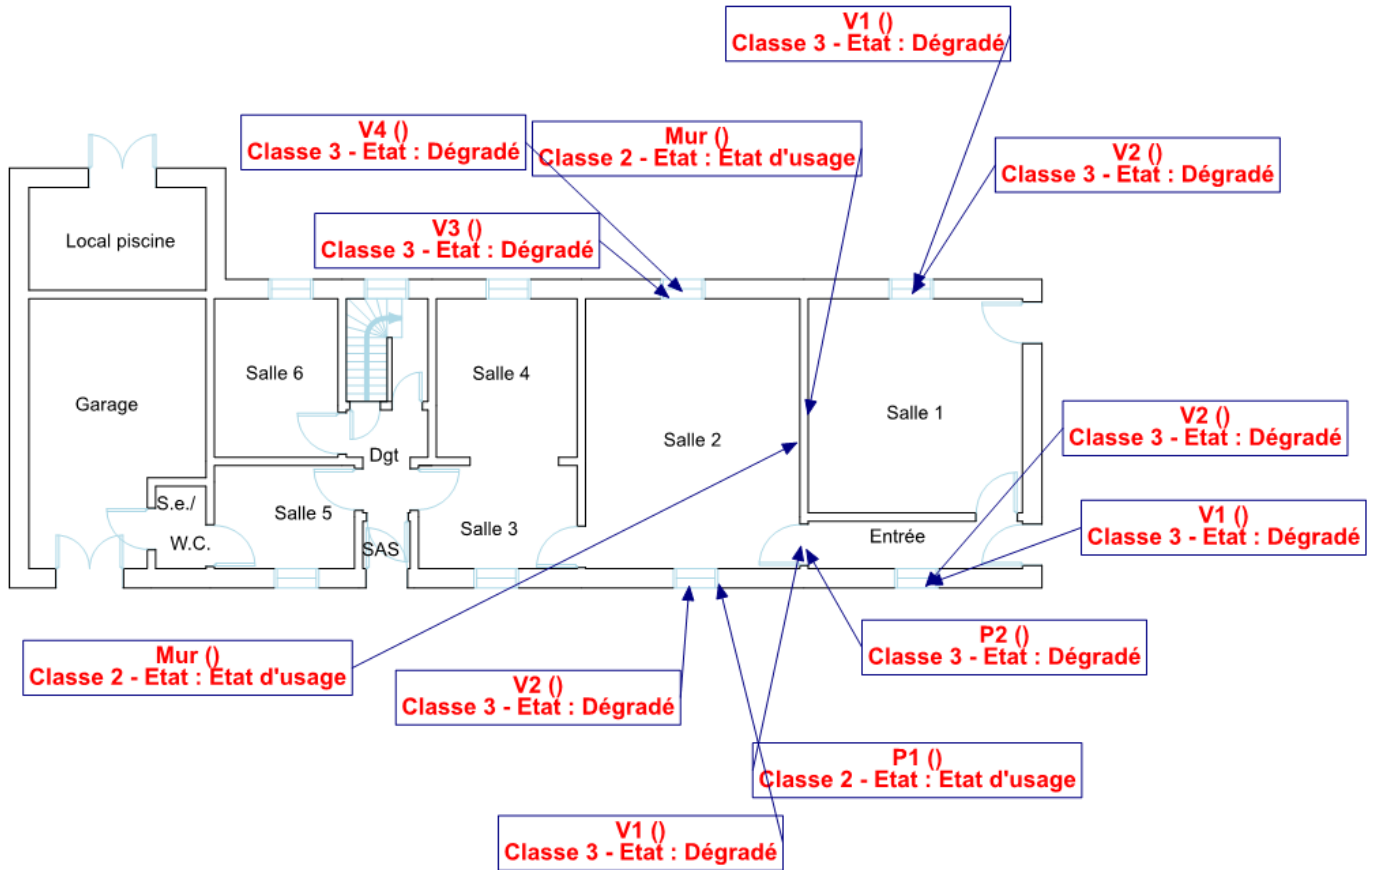 V1 ()
Classe 3 - Etat : Dégradé
V4 ()
Classe 3 - Etat : Dégradé
Mur ()
Classe 2 - Etat : Etat d'usage
V2 ()
Classe 3 - Etat : Dégradé
V3 ()
Classe 3 - Etat : Dégradé
Local piscine
Salle 6
Salle 4
Garage
Salle 1
Salle 2
V2 ()
Classe 3 - Etat : Dégradé
Dgt
S.e./
W.C.
Salle 5
SAS
Salle 3
Entrée
V1 ()
Classe 3 - Etat : Dégradé
Mur ()
Classe 2 - Etat : Etat d'usage
P2 ()
Classe 3 - Etat : Dégradé
V2 ()
Classe 3 - Etat : Dégradé
P1 ()
Classe 2 - Etat : Etat d'usage
V1 ()
Classe 3 - Etat : Dégradé